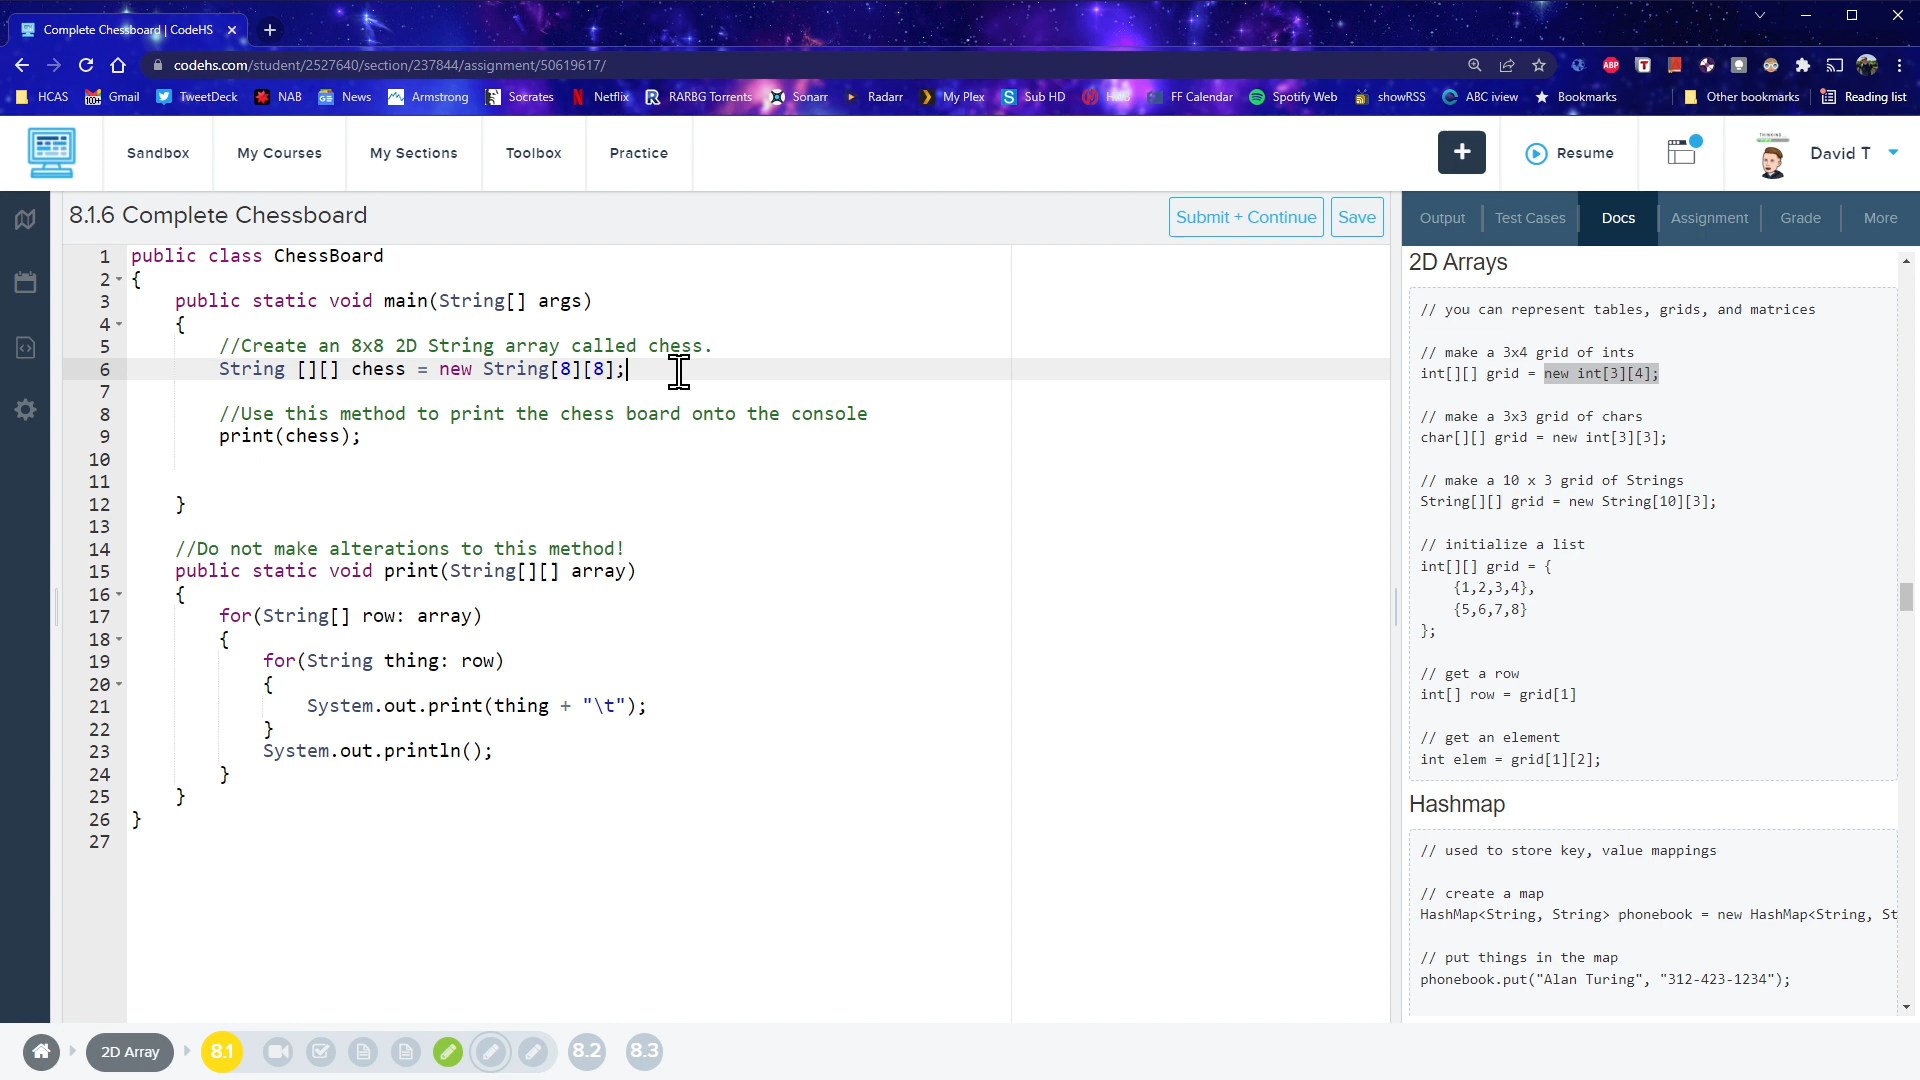 Complete Chessboard | CodeHS
codehs.com/student/2527640/section/237844/assignment/50619617/
HCAS
Gmail
TweetDeck
NAB
News
Armstrong
Socrates
Netflix
RARBG Torrents
Sonarr
Radarr
My Plex
Sub HD
FF Calendar
Spotify Web
showRSS
ABC iview
Bookmarks
Other bookmarks
Reading list
Sandbox
My Courses
My Sections
Toolbox
Practice
+
Resume
David T
8.1.6 Complete Chessboard
Submit + Continue
Save
Output
Test Cases
Docs
Assignment
Grade
More
1 public class ChessBoard
2 {
3 public static void main(String[] args)
4 {
5 //Create an 8x8 2D String array called chess.
6 String [][] chess = new String[8][8];
7
8 //Use this method to print the chess board onto the console
9 print(chess);
10
11
12 }
13
14 //Do not make alterations to this method!
15 public static void print(String[][] array)
16 {
17 for(String[] row: array)
18 {
19 for(String thing: row)
20 {
21 System.out.print(thing + "\t");
22 }
23 System.out.println();
24 }
25 }
26 }
27
2D Arrays
// you can represent tables, grids, and matrices
// make a 3x4 grid of ints
int[][] grid = new int[3][4];
// make a 3x3 grid of chars
char[][] grid = new int[3][3];
// make a 10 x 3 grid of Strings
String[][] grid = new String[10][3];
// initialize a list
int[][] grid = {
{1,2,3,4},
{5,6,7,8}
};
// get a row
int[] row = grid[1]
// get an element
int elem = grid[1][2];
Hashmap
// used to store key, value mappings
// create a map
HashMap<String, String> phonebook = new HashMap<String, St
// put things in the map
phonebook.put("Alan Turing", "312-423-1234");
2D Array
8.1
8.2
8.3